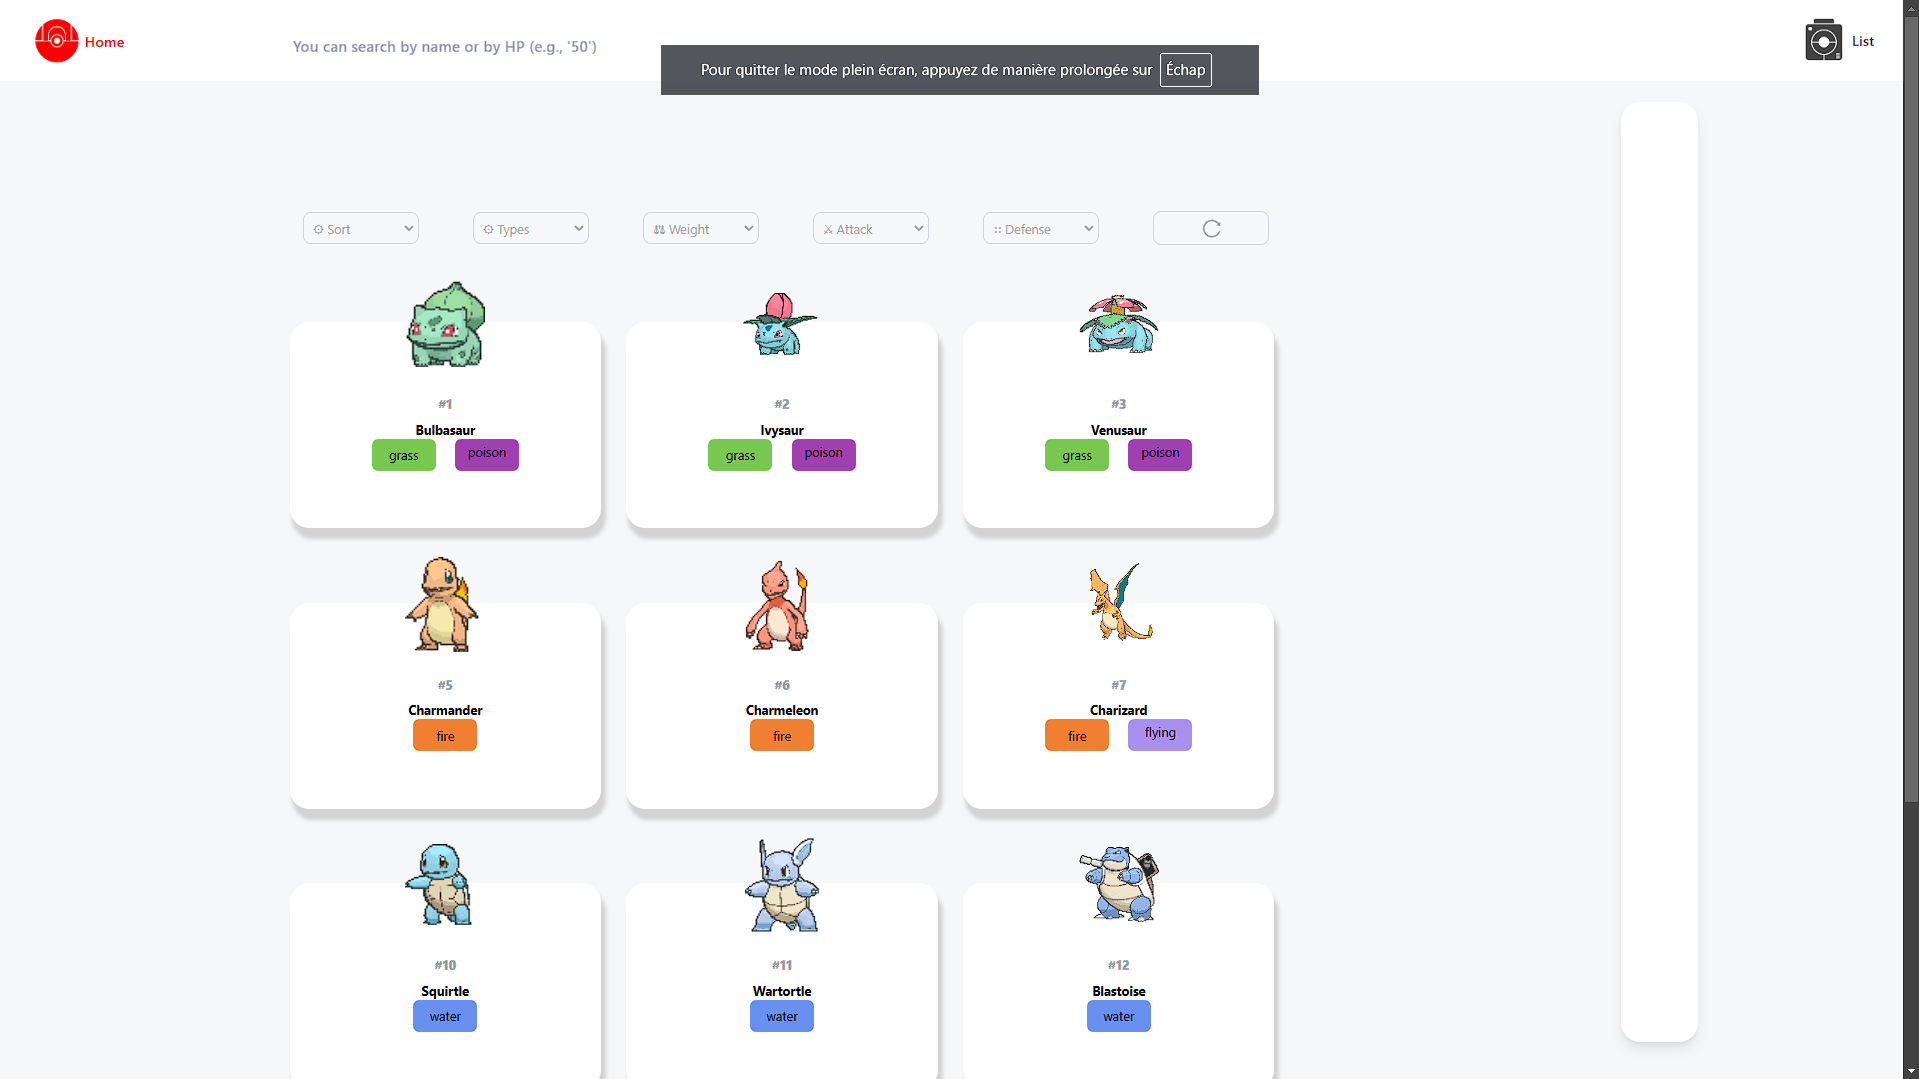 Home
You can search by name or by HP (e.g., '50')
Pour quitter le mode plein écran, appuyez de manière prolongée sur Échap
List
Sort
Types
Weight
Attack
Defense
#1
Bulbasaur
grass poison
#2
Ivysaur
grass poison
#3
Venusaur
grass poison
#5
Charmander
fire
#6
Charmeleon
fire
#7
Charizard
fire flying
#10
Squirtle
water
#11
Wartortle
water
#12
Blastoise
water